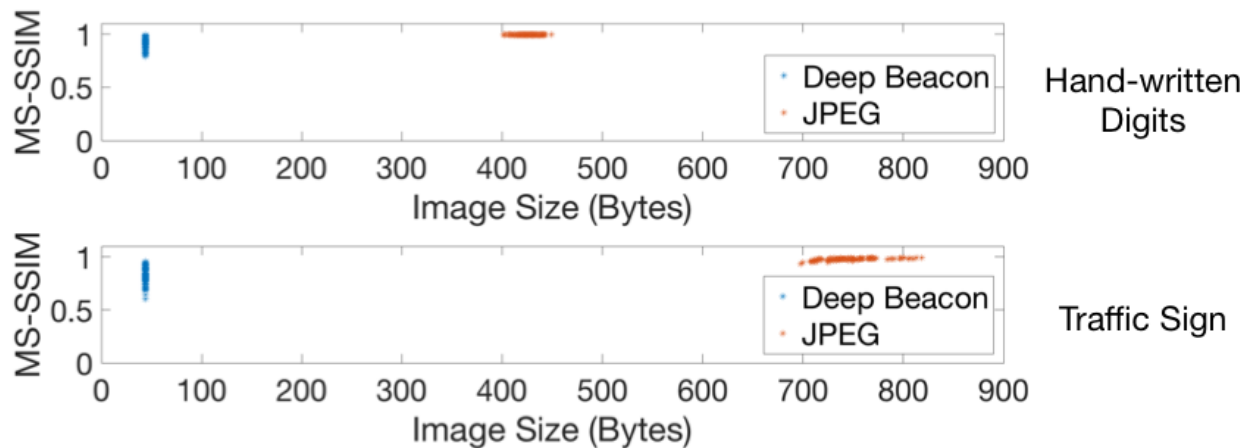 MS-SSIM
1
0.5
0
Deep Beacon
JPEG
0 100 200 300 400 500 600 700 800 900
Image Size (Bytes)
Hand-written
Digits
MS-SSIM
1
0.5
0
Deep Beacon
JPEG
0 100 200 300 400 500 600 700 800 900
Image Size (Bytes)
Traffic Sign